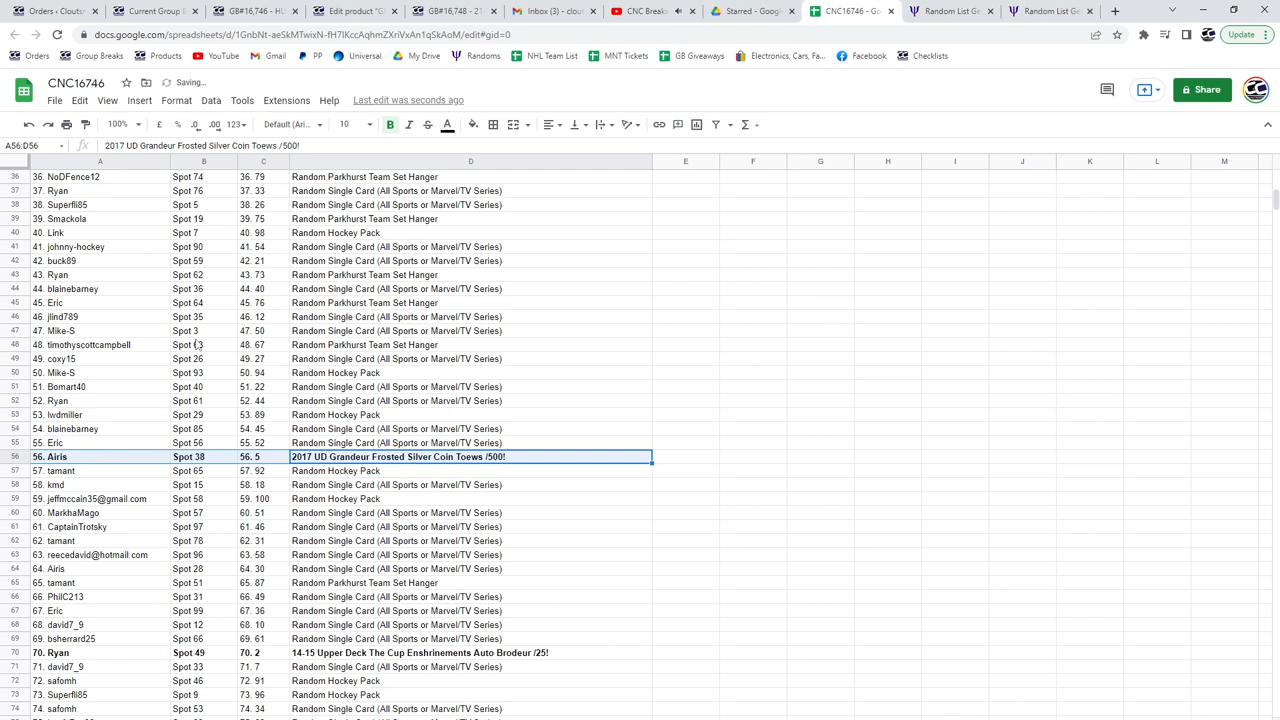 Orders ‹ Cloutsn
Current Group B
GB#16,746 - HU
Edit product "G
GB#16,748 - 21-
Inbox (3) - clout
CNC Breaks
Starred - Google
CNC16746 - Go
Random List Ge
Random List Ge
docs.google.com/spreadsheets/d/1GnbNt-aeSkMTwixN-fH7IKccAqhmZXriVxAn1qSkAoM/edit#gid=0
Update
Orders Group Breaks Products YouTube Gmail PP Universal My Drive Randoms NHL Team List MNT Tickets GB Giveaways Electronics, Cars, Fa... Facebook Checklists
CNC16746 Saving...
File Edit View Insert Format Data Tools Extensions Help Last edit was seconds ago
Share
100% £ % .0 .00 123 Default (Ari... 10 B I S A
A56:D56 fx 2017 UD Grandeur Frosted Silver Coin Toews /500!
A B C D E F G H I J K L M
36 36. NoDFence12 Spot 74 36. 79 Random Parkhurst Team Set Hanger
37 37. Ryan Spot 76 37. 33 Random Single Card (All Sports or Marvel/TV Series)
38 38. Superfli85 Spot 5 38. 26 Random Single Card (All Sports or Marvel/TV Series)
39 39. Smackola Spot 19 39. 75 Random Parkhurst Team Set Hanger
40 40. Link Spot 7 40. 98 Random Hockey Pack
41 41. johnny-hockey Spot 90 41. 54 Random Single Card (All Sports or Marvel/TV Series)
42 42. buck89 Spot 59 42. 21 Random Single Card (All Sports or Marvel/TV Series)
43 43. Ryan Spot 62 43. 73 Random Parkhurst Team Set Hanger
44 44. blainebarney Spot 36 44. 40 Random Single Card (All Sports or Marvel/TV Series)
45 45. Eric Spot 64 45. 76 Random Parkhurst Team Set Hanger
46 46. jlind789 Spot 35 46. 12 Random Single Card (All Sports or Marvel/TV Series)
47 47. Mike-S Spot 3 47. 50 Random Single Card (All Sports or Marvel/TV Series)
48 48. timothyscottcampbell Spot 48. 67 Random Parkhurst Team Set Hanger
49 49. coxy15 Spot 26 49. 27 Random Single Card (All Sports or Marvel/TV Series)
50 50. Mike-S Spot 93 50. 94 Random Hockey Pack
51 51. Bomart40 Spot 40 51. 22 Random Single Card (All Sports or Marvel/TV Series)
52 52. Ryan Spot 61 52. 44 Random Single Card (All Sports or Marvel/TV Series)
53 53. lwdmiller Spot 29 53. 89 Random Hockey Pack
54 54. blainebarney Spot 85 54. 45 Random Single Card (All Sports or Marvel/TV Series)
55 55. Eric Spot 56 55. 52 Random Single Card (All Sports or Marvel/TV Series)
56 56. Airis Spot 38 56. 5 2017 UD Grandeur Frosted Silver Coin Toews /500!
57 57. tamant Spot 65 57. 92 Random Hockey Pack
58 58. kmd Spot 15 58. 18 Random Single Card (All Sports or Marvel/TV Series)
59 59. jeffmccain35@gmail.com Spot 58 59. 100 Random Hockey Pack
60 60. MarkhaMago Spot 57 60. 51 Random Single Card (All Sports or Marvel/TV Series)
61 61. CaptainTrotsky Spot 97 61. 46 Random Single Card (All Sports or Marvel/TV Series)
62 62. tamant Spot 78 62. 31 Random Single Card (All Sports or Marvel/TV Series)
63 63. reecedavid@hotmail.com Spot 96 63. 58 Random Single Card (All Sports or Marvel/TV Series)
64 64. Airis Spot 28 64. 30 Random Single Card (All Sports or Marvel/TV Series)
65 65. tamant Spot 51 65. 87 Random Parkhurst Team Set Hanger
66 66. PhilC213 Spot 31 66. 49 Random Single Card (All Sports or Marvel/TV Series)
67 67. Eric Spot 99 67. 36 Random Single Card (All Sports or Marvel/TV Series)
68 68. david7_9 Spot 12 68. 10 Random Single Card (All Sports or Marvel/TV Series)
69 69. bsherrard25 Spot 66 69. 61 Random Single Card (All Sports or Marvel/TV Series)
70 70. Ryan Spot 49 70. 2 14-15 Upper Deck The Cup Enshrinements Auto Brodeur /25!
71 71. david7_9 Spot 33 71. 7 Random Single Card (All Sports or Marvel/TV Series)
72 72. safomh Spot 46 72. 91 Random Hockey Pack
73 73. Superfli85 Spot 9 73. 96 Random Hockey Pack
74 74. safomh Spot 53 74. 34 Random Single Card (All Sports or Marvel/TV Series)